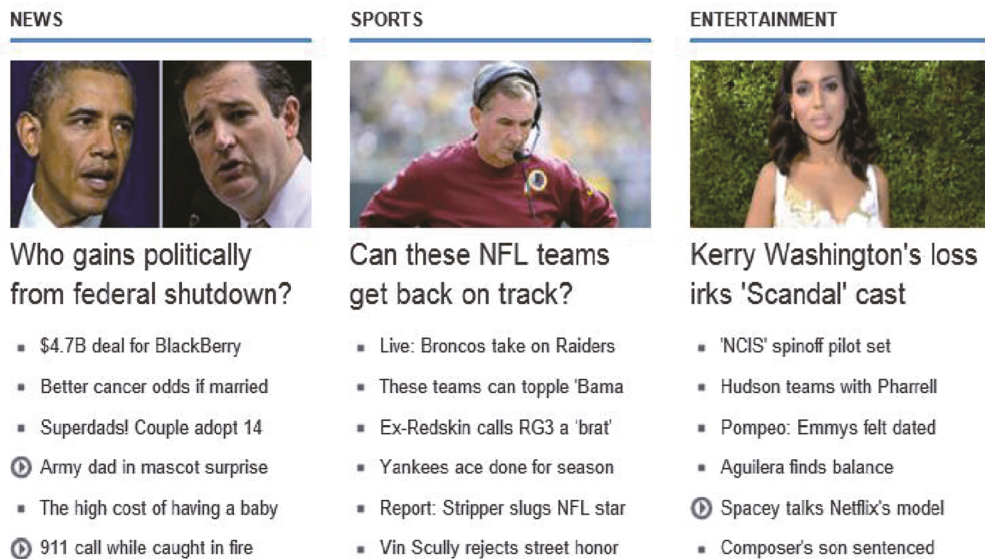 NEWS
Who gains politically
from federal shutdown?
$4.7B deal for BlackBerry
Better cancer odds if married
Superdads! Couple adopt 14
Army dad in mascot surprise
The high cost of having a baby
911 call while caught in fire
SPORTS
Can these NFL teams
get back on track?
Live: Broncos take on Raiders
These teams can topple 'Bama
Ex-Redskin calls RG3 a 'brat'
Yankees ace done for season
Report: Stripper slugs NFL star
Vin Scully rejects street honor
ENTERTAINMENT
Kerry Washington's loss
irks 'Scandal' cast
'NCIS' spinoff pilot set
Hudson teams with Pharrell
Pompeo: Emmys felt dated
Aguilera finds balance
Spacey talks Netflix's model
Composer's son sentenced